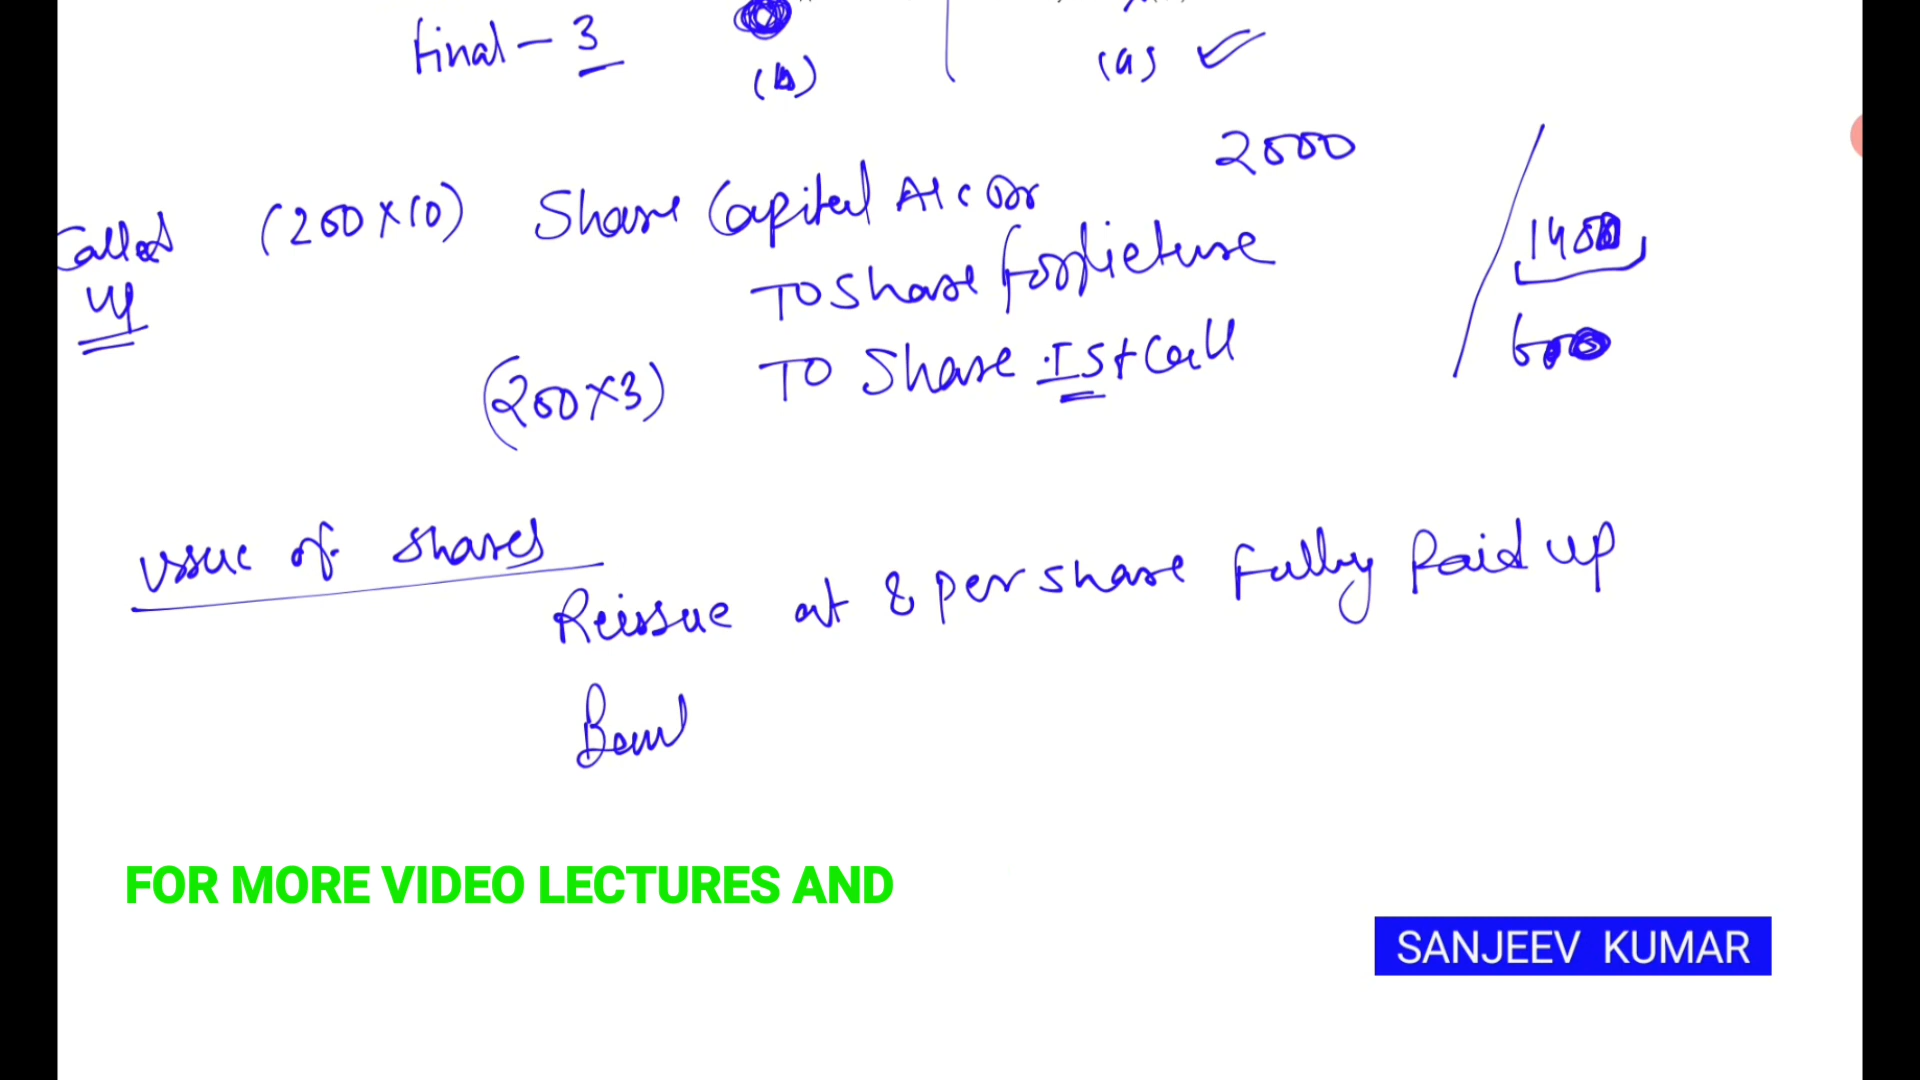 final - 3
(b)
(a) ✓
2000
Called up (200×10) Share Capital A/c Dr
To Share Forfieture 1400
(200×3) To Share Ist Call 600
Issue of shares
Reissue at 8 per share fully Paid up
FOR MORE VIDEO LECTURES AND
SANJEEV KUMAR